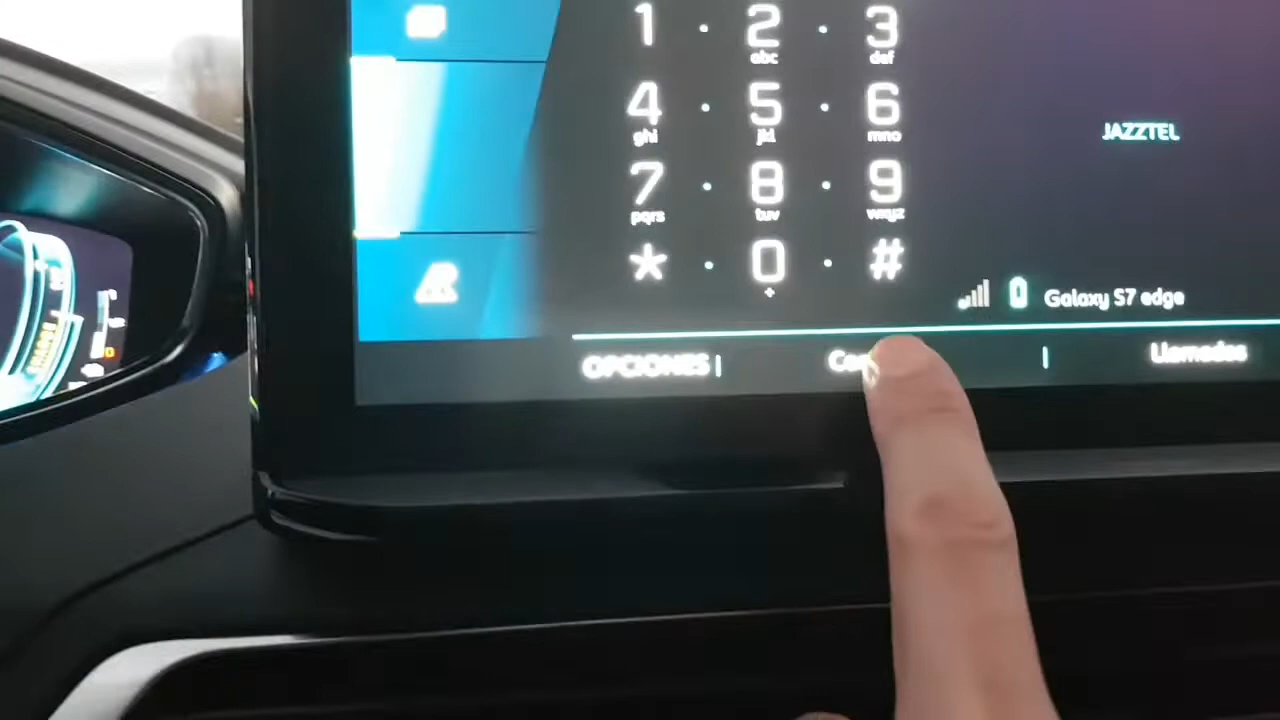 1 · 2 · 3
abc def
4 · 5 · 6
ghi jkl mno
JAZZTEL
7 · 8 · 9
pqrs tuv wxyz
* · 0 · #
+
Galaxy S7 edge
OPCIONES | Co | Llamadas